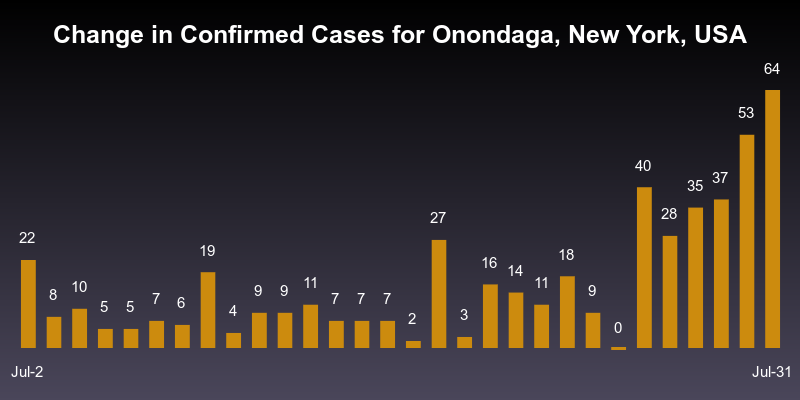 Change in Confirmed Cases for Onondaga, New York, USA
22 8 10 5 5 7 6 19 4 9 9 11 7 7 7 2 27 3 16 14 11 18 9 0 40 28 35 37 53 64
Jul-2 Jul-31